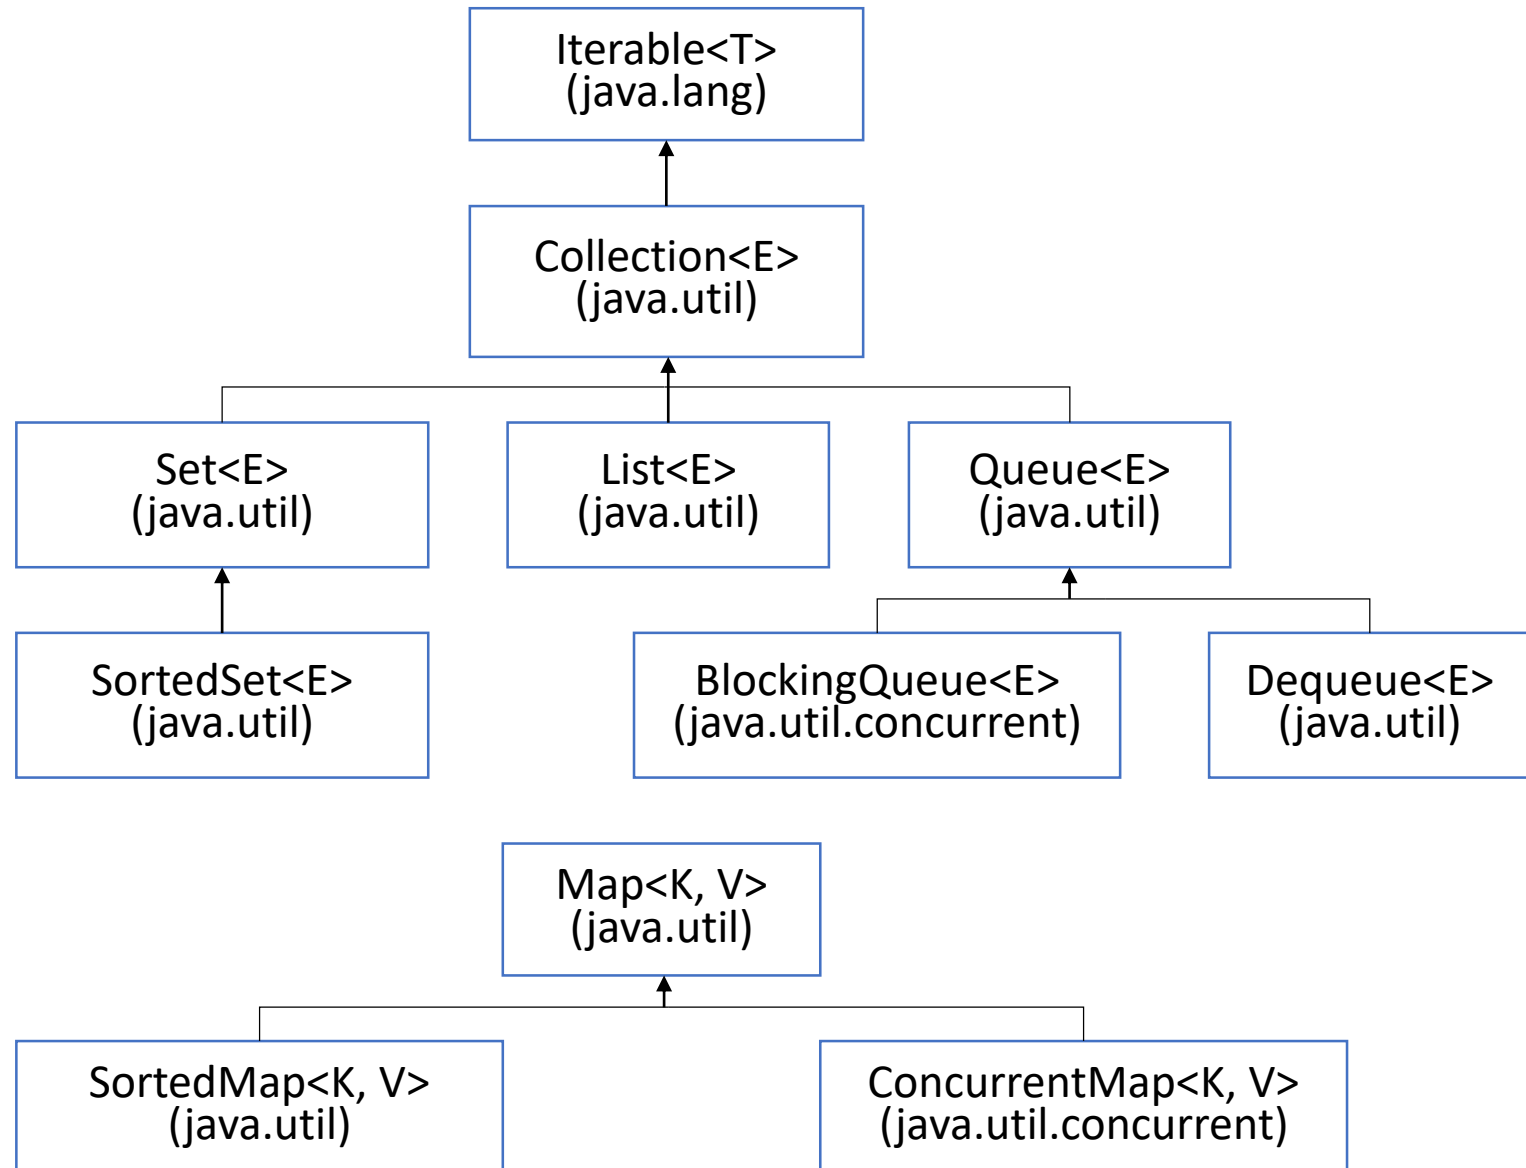 Iterable<T>
(java.lang)
Collection<E>
(java.util)
Set<E>
(java.util)
List<E>
(java.util)
Queue<E>
(java.util)
SortedSet<E>
(java.util)
BlockingQueue<E>
(java.util.concurrent)
Dequeue<E>
(java.util)
Map<K, V>
(java.util)
SortedMap<K, V>
(java.util)
ConcurrentMap<K, V>
(java.util.concurrent)